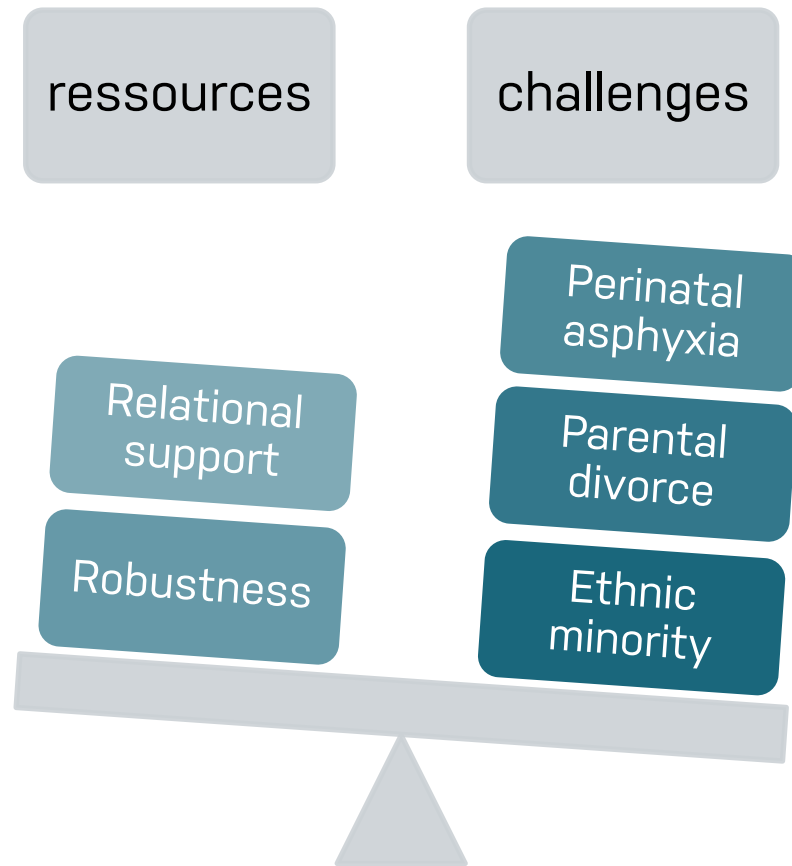 ressources
challenges
Relational
support
Robustness
Perinatal
asphyxia
Parental
divorce
Ethnic
minority